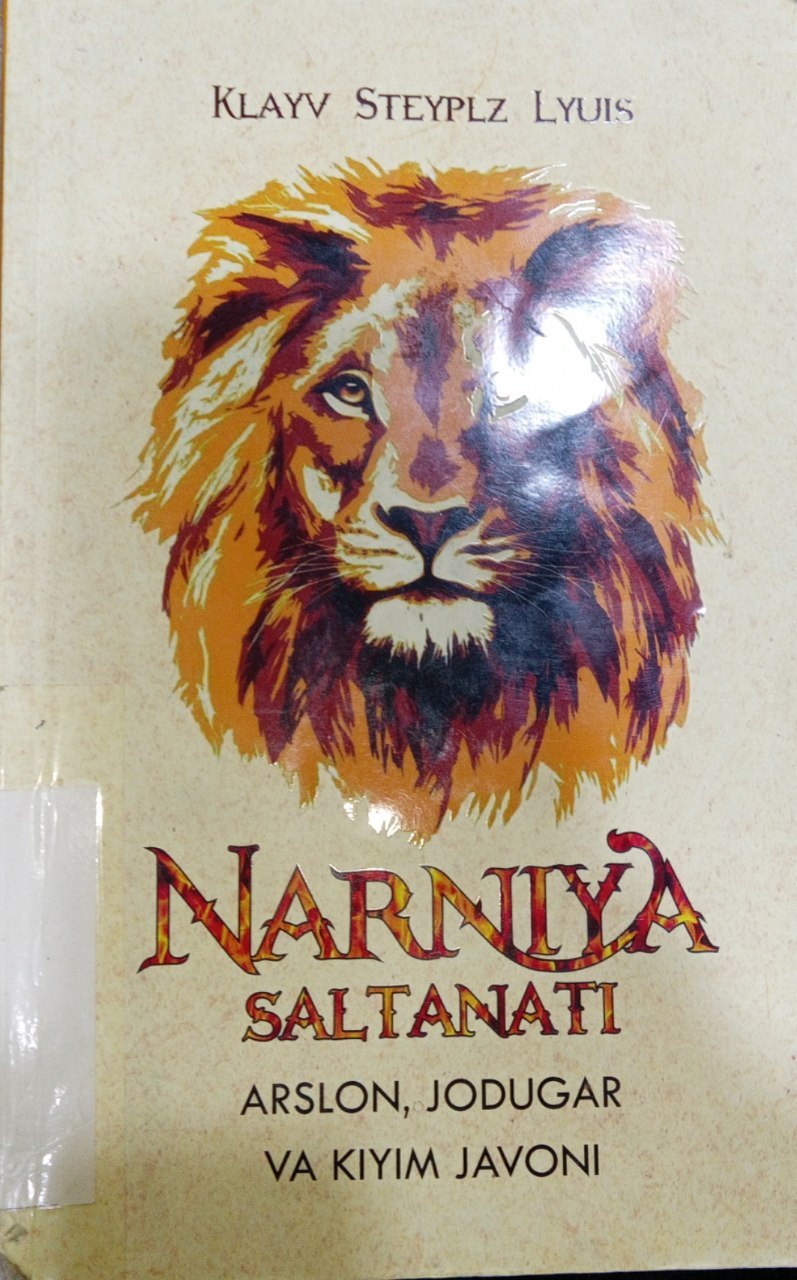 KLAYV STEYPLZ LYUIS
NARNIYA
SALTANATI
ARSLON, JODUGAR
VA KIYIM JAVONI